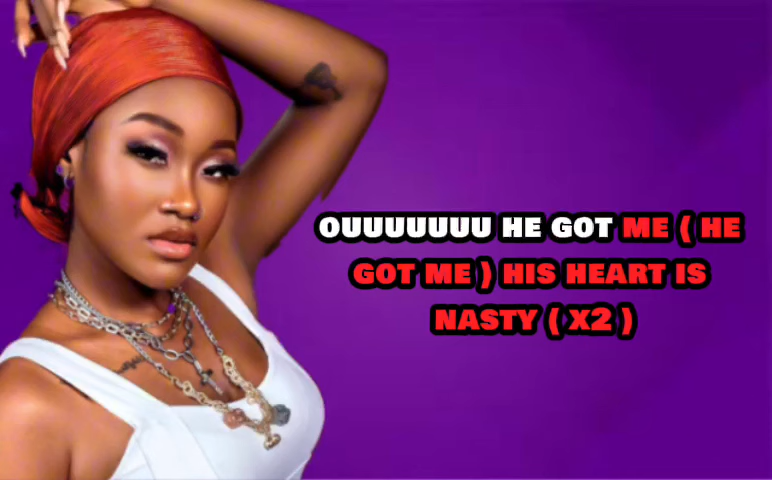 OUUUUUUU HE GOT ME ( HE
GOT ME ) HIS HEART IS
NASTY ( X2 )